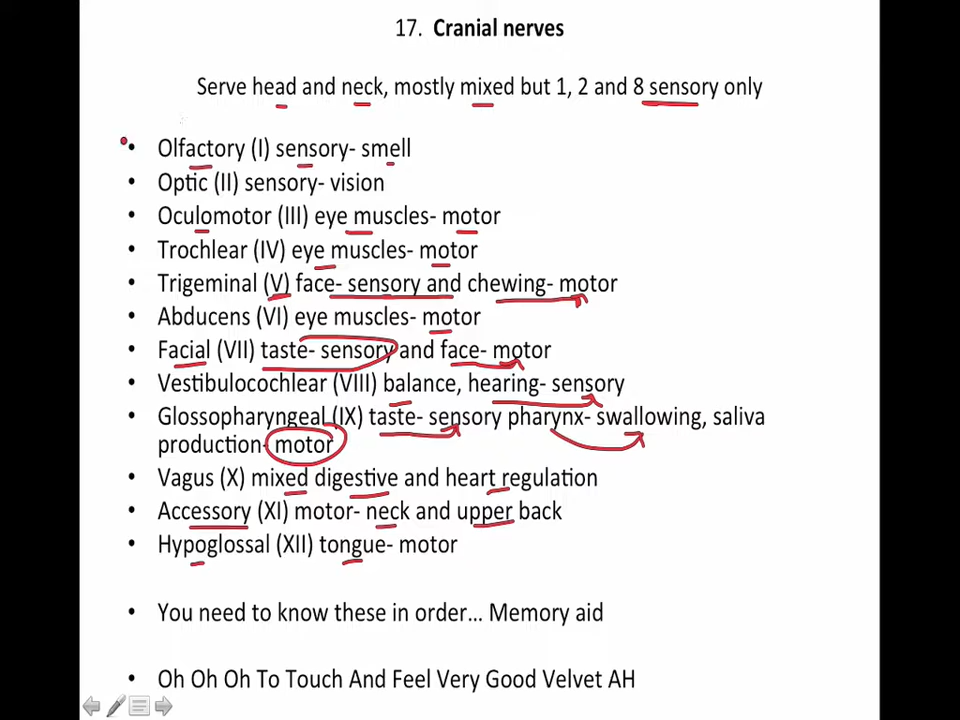 17. Cranial nerves
Serve head and neck, mostly mixed but 1, 2 and 8 sensory only
• Olfactory (I) sensory- smell
• Optic (II) sensory- vision
• Oculomotor (III) eye muscles- motor
• Trochlear (IV) eye muscles- motor
• Trigeminal (V) face- sensory and chewing- motor
• Abducens (VI) eye muscles- motor
• Facial (VII) taste- sensory and face- motor
• Vestibulocochlear (VIII) balance, hearing- sensory
• Glossopharyngeal (IX) taste- sensory pharynx- swallowing, saliva
production- motor
• Vagus (X) mixed digestive and heart regulation
• Accessory (XI) motor- neck and upper back
• Hypoglossal (XII) tongue- motor
• You need to know these in order... Memory aid
• Oh Oh Oh To Touch And Feel Very Good Velvet AH